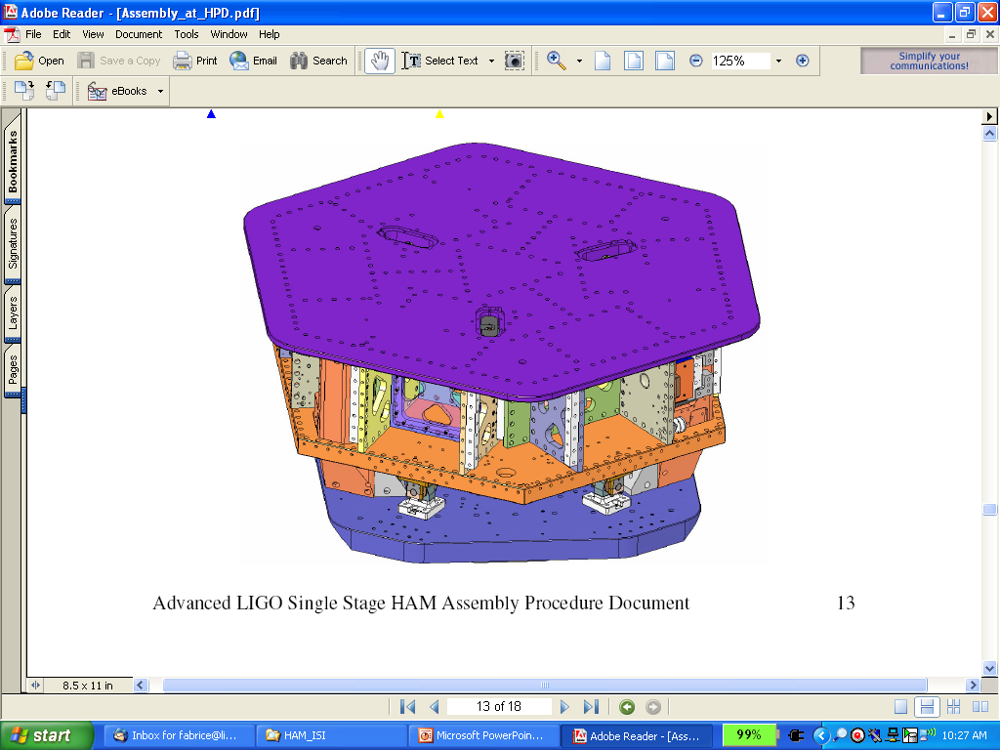 Adobe Reader - [Assembly_at_HPD.pdf]
File Edit View Document Tools Window Help
Open Save a Copy Print Email Search Select Text 125% Simplify your communications!
eBooks
Bookmarks
Signatures
Layers
Pages
Advanced LIGO Single Stage HAM Assembly Procedure Document 13
8.5 x 11 in
13 of 18
start Inbox for fabrice@li... HAM_ISI Microsoft PowerPoin... Adobe Reader - [Ass... 99% 10:27 AM